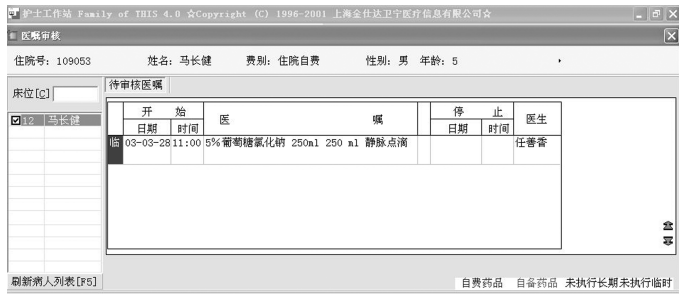 护士工作站 Family of THIS 4.0 ☆Copyright (C) 1996-2001 上海金仕达卫宁医疗信息有限公司☆
医嘱审核
住院号: 109053 姓名: 马长健 费别: 住院自费 性别: 男 年龄: 5
床位[C] 待审核医嘱
开 始 医 嘱 停 止 医生
日期 时间 日期 时间
12 马长健
临 03-03-28 11:00 5%葡萄糖氯化钠 250ml 250 ml 静脉点滴 任善香
刷新病人列表[F5] 自费药品 自备药品 未执行长期 未执行临时